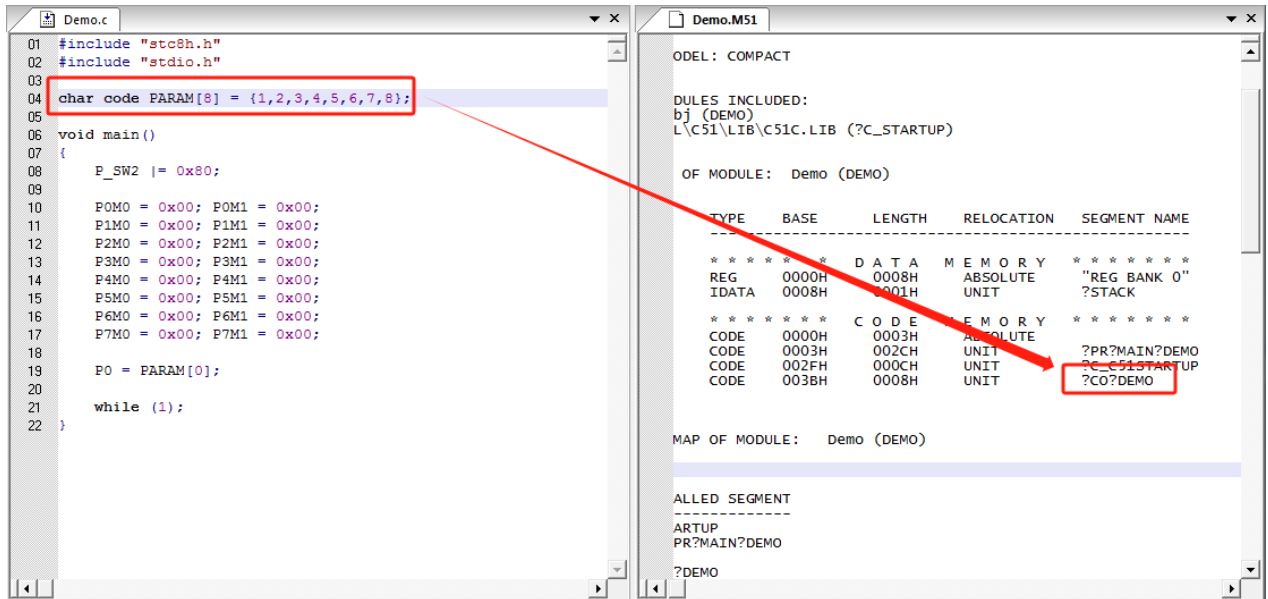 Demo.c
01 #include "stc8h.h"
02 #include "stdio.h"
03
04 char code PARAM[8] = {1,2,3,4,5,6,7,8};
05
06 void main()
07 {
08 P_SW2 |= 0x80;
09
10 P0M0 = 0x00; P0M1 = 0x00;
11 P1M0 = 0x00; P1M1 = 0x00;
12 P2M0 = 0x00; P2M1 = 0x00;
13 P3M0 = 0x00; P3M1 = 0x00;
14 P4M0 = 0x00; P4M1 = 0x00;
15 P5M0 = 0x00; P5M1 = 0x00;
16 P6M0 = 0x00; P6M1 = 0x00;
17 P7M0 = 0x00; P7M1 = 0x00;
18
19 P0 = PARAM[0];
20
21 while (1);
22 }
Demo.M51
ODEL: COMPACT
DULES INCLUDED:
bj (DEMO)
L\C51\LIB\C51C.LIB (?C_STARTUP)
OF MODULE: Demo (DEMO)
TYPE BASE LENGTH RELOCATION SEGMENT NAME
-----------------------------------------------------
* * * * * * D A T A M E M O R Y * * * * * * *
REG 0000H 0008H ABSOLUTE "REG BANK 0"
IDATA 0008H 0001H UNIT ?STACK
* * * * * * * C O D E M E M O R Y * * * * * * *
CODE 0000H 0003H ABSOLUTE
CODE 0003H 002CH UNIT ?PR?MAIN?DEMO
CODE 002FH 000CH UNIT ?C_C51STARTUP
CODE 003BH 0008H UNIT ?CO?DEMO
MAP OF MODULE: Demo (DEMO)
ALLED SEGMENT
-------------
ARTUP
PR?MAIN?DEMO
?DEMO